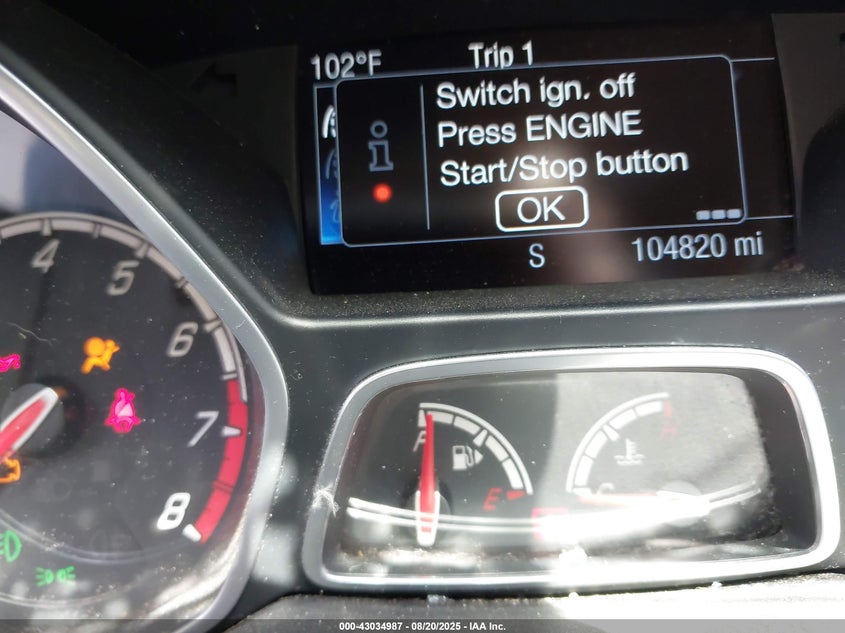 102°F Trip 1
Switch ign. off
Press ENGINE
Start/Stop button
OK
S 104820 mi
4
5
6
7
8
F
E
C
000-43034987 - 08/20/2025 - IAA Inc.